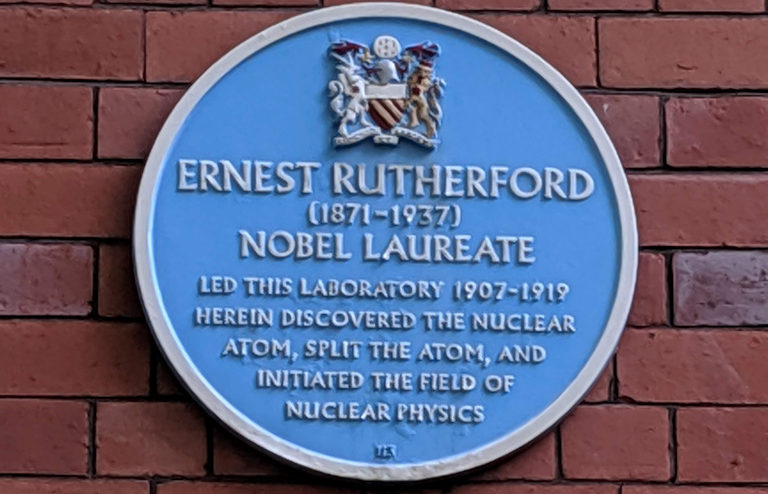 ERNEST RUTHERFORD
(1871-1937)
NOBEL LAUREATE
LED THIS LABORATORY 1907-1919
HEREIN DISCOVERED THE NUCLEAR
ATOM, SPLIT THE ATOM, AND
INITIATED THE FIELD OF
NUCLEAR PHYSICS